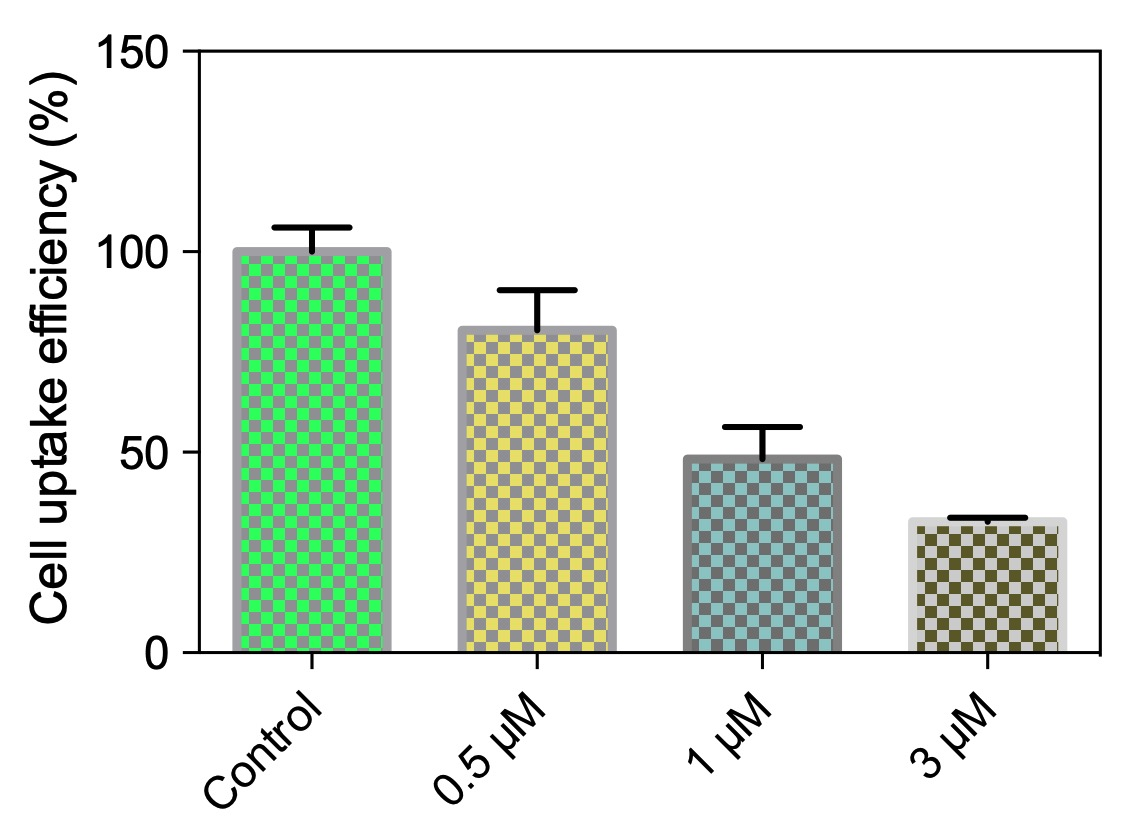 Cell uptake efficiency (%)
150
100
50
0
Control
0.5 µM
1 µM
3 µM